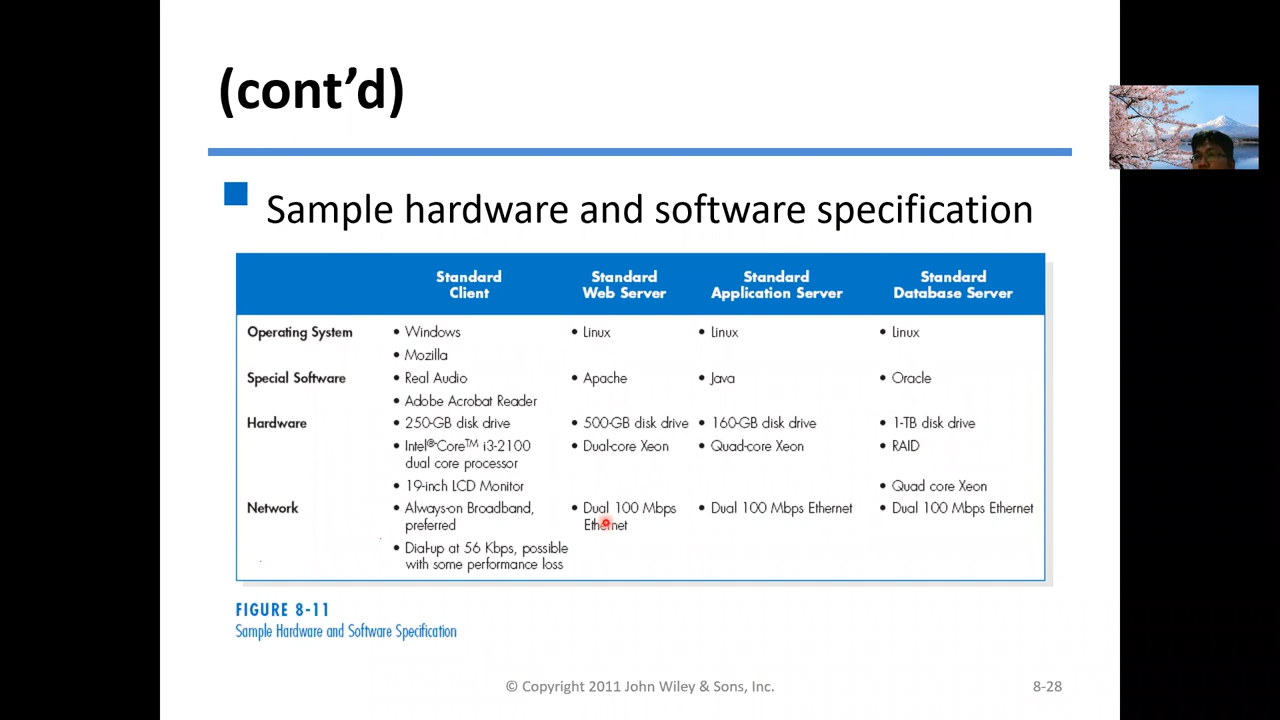 (cont’d)
Sample hardware and software specification
Standard Client Standard Web Server Standard Application Server Standard Database Server
Operating System • Windows • Linux • Linux • Linux
• Mozilla
Special Software • Real Audio • Apache • Java • Oracle
• Adobe Acrobat Reader
Hardware • 250-GB disk drive • 500-GB disk drive • 160-GB disk drive • 1-TB disk drive
• Intel® Core™ i3-2100 dual core processor • Dual-core Xeon • Quad-core Xeon • RAID
• 19-inch LCD Monitor • Quad core Xeon
Network • Always-on Broadband, preferred • Dual 100 Mbps Ethernet • Dual 100 Mbps Ethernet • Dual 100 Mbps Ethernet
• Dial-up at 56 Kbps, possible
with some performance loss
FIGURE 8-11
Sample Hardware and Software Specification
© Copyright 2011 John Wiley & Sons, Inc.
8-28